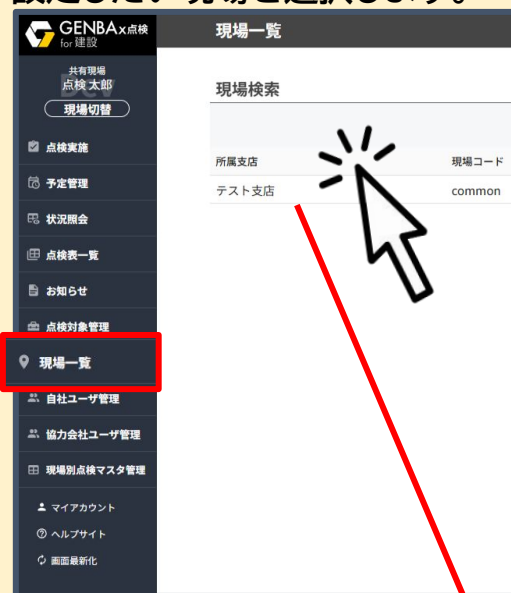 設定したい現場を選択します。
GENBAx点検
for 建設
現場一覧
共有現場
点検 太郎
現場切替
現場検索
点検実施
所属支店 現場コード
予定管理
テスト支店 common
状況照会
点検表一覧
お知らせ
点検対象管理
現場一覧
自社ユーザ管理
協力会社ユーザ管理
現場別点検マスタ管理
マイアカウント
ヘルプサイト
画面最新化